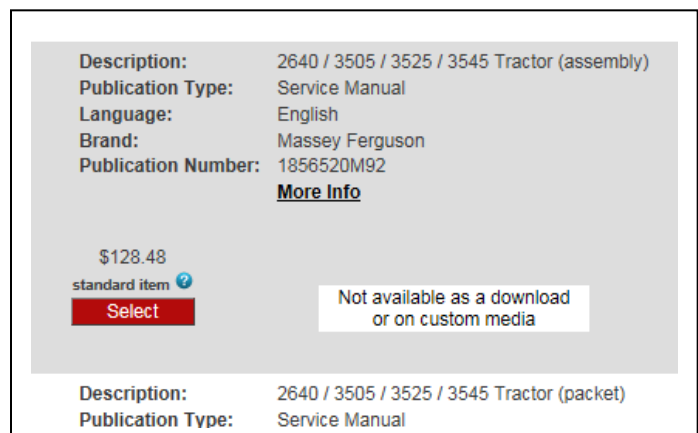 Description: 2640 / 3505 / 3525 / 3545 Tractor (assembly)
Publication Type: Service Manual
Language: English
Brand: Massey Ferguson
Publication Number: 1856520M92
More Info
$128.48
standard item ?
Select
Not available as a download
or on custom media
Description: 2640 / 3505 / 3525 / 3545 Tractor (packet)
Publication Type: Service Manual